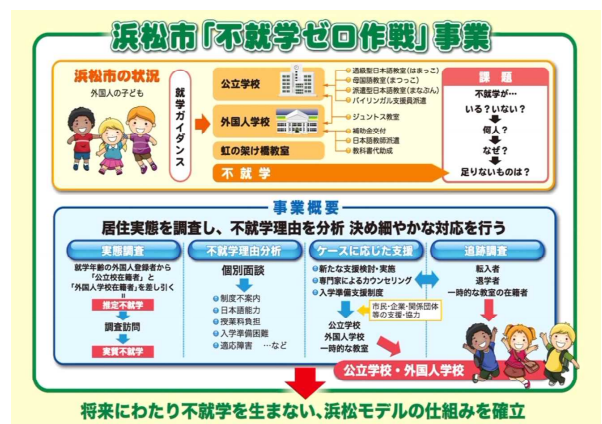 浜松市「不就学ゼロ作戦」事業
浜松市の状況
外国人の子ども
就学ガイダンス
公立学校
外国人学校
虹の架け橋教室
不就学
通級型日本語教室(はまっこ)
母国語教室(まつっこ)
派遣型日本語教室(まなぶん)
バイリンガル支援員派遣
ジュントス教室
補助金交付
日本語教師派遣
教科書代助成
課題
不就学が…
いる?いない?
何人?
なぜ?
足りないものは?
事業概要
居住実態を調査し、不就学理由を分析 決め細やかな対応を行う
実態調査
就学年齢の外国人登録者から
「公立校在籍者」と
「外国人学校在籍者」を差し引く
=
推定不就学
調査訪問
実質不就学
不就学理由分析
個別面談
制度不案内
日本語能力
授業料負担
入学準備困難
適応障害 …など
ケースに応じた支援
新たな支援検討・実施
専門家によるカウンセリング
入学準備支援制度
市民・企業・関係団体
等の支援・協力
公立学校
外国人学校
一時的な教室
追跡調査
転入者
退学者
一時的な教室の在籍者
公立学校・外国人学校
将来にわたり不就学を生まない、浜松モデルの仕組みを確立